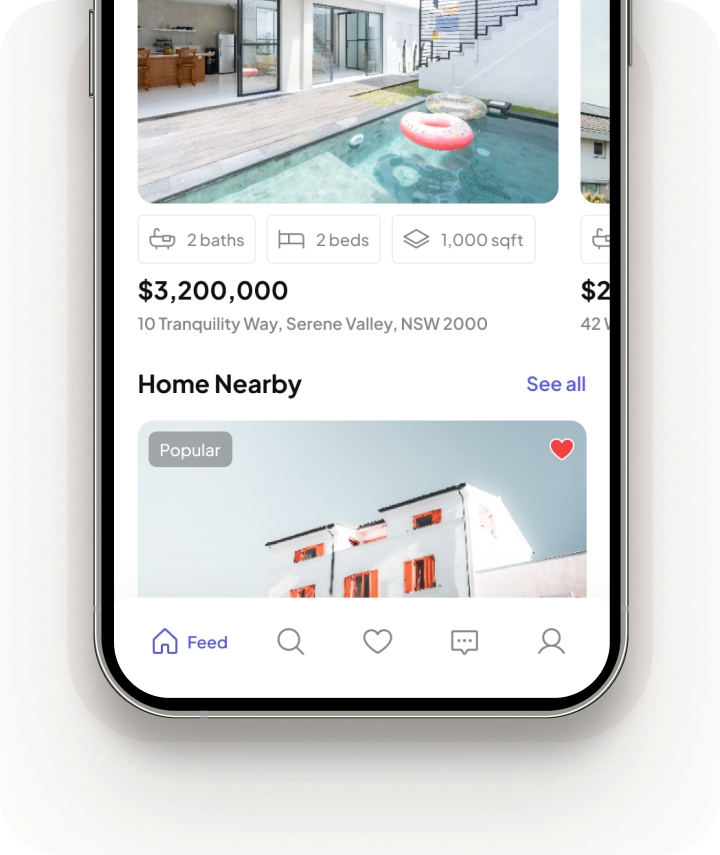 2 baths 2 beds 1,000 sqft
$3,200,000 $2
10 Tranquility Way, Serene Valley, NSW 2000 42
Home Nearby See all
Popular
Feed